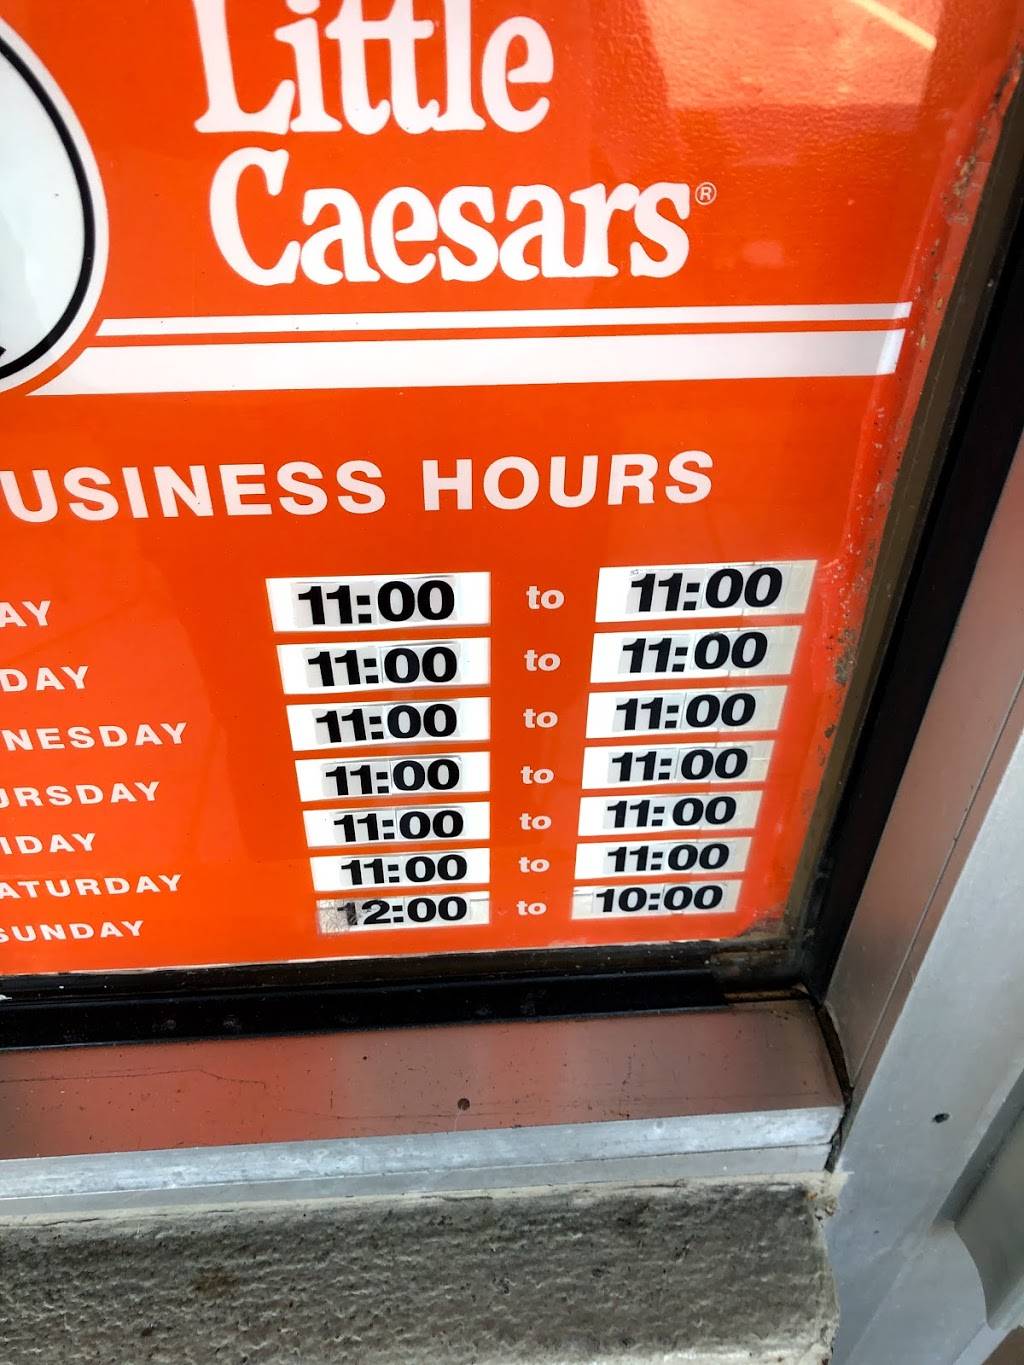 Little
Caesars®
USINESS HOURS
AY 11:00 to 11:00
DAY 11:00 to 11:00
NESDAY 11:00 to 11:00
URSDAY 11:00 to 11:00
IDAY 11:00 to 11:00
ATURDAY 11:00 to 11:00
SUNDAY 12:00 to 10:00